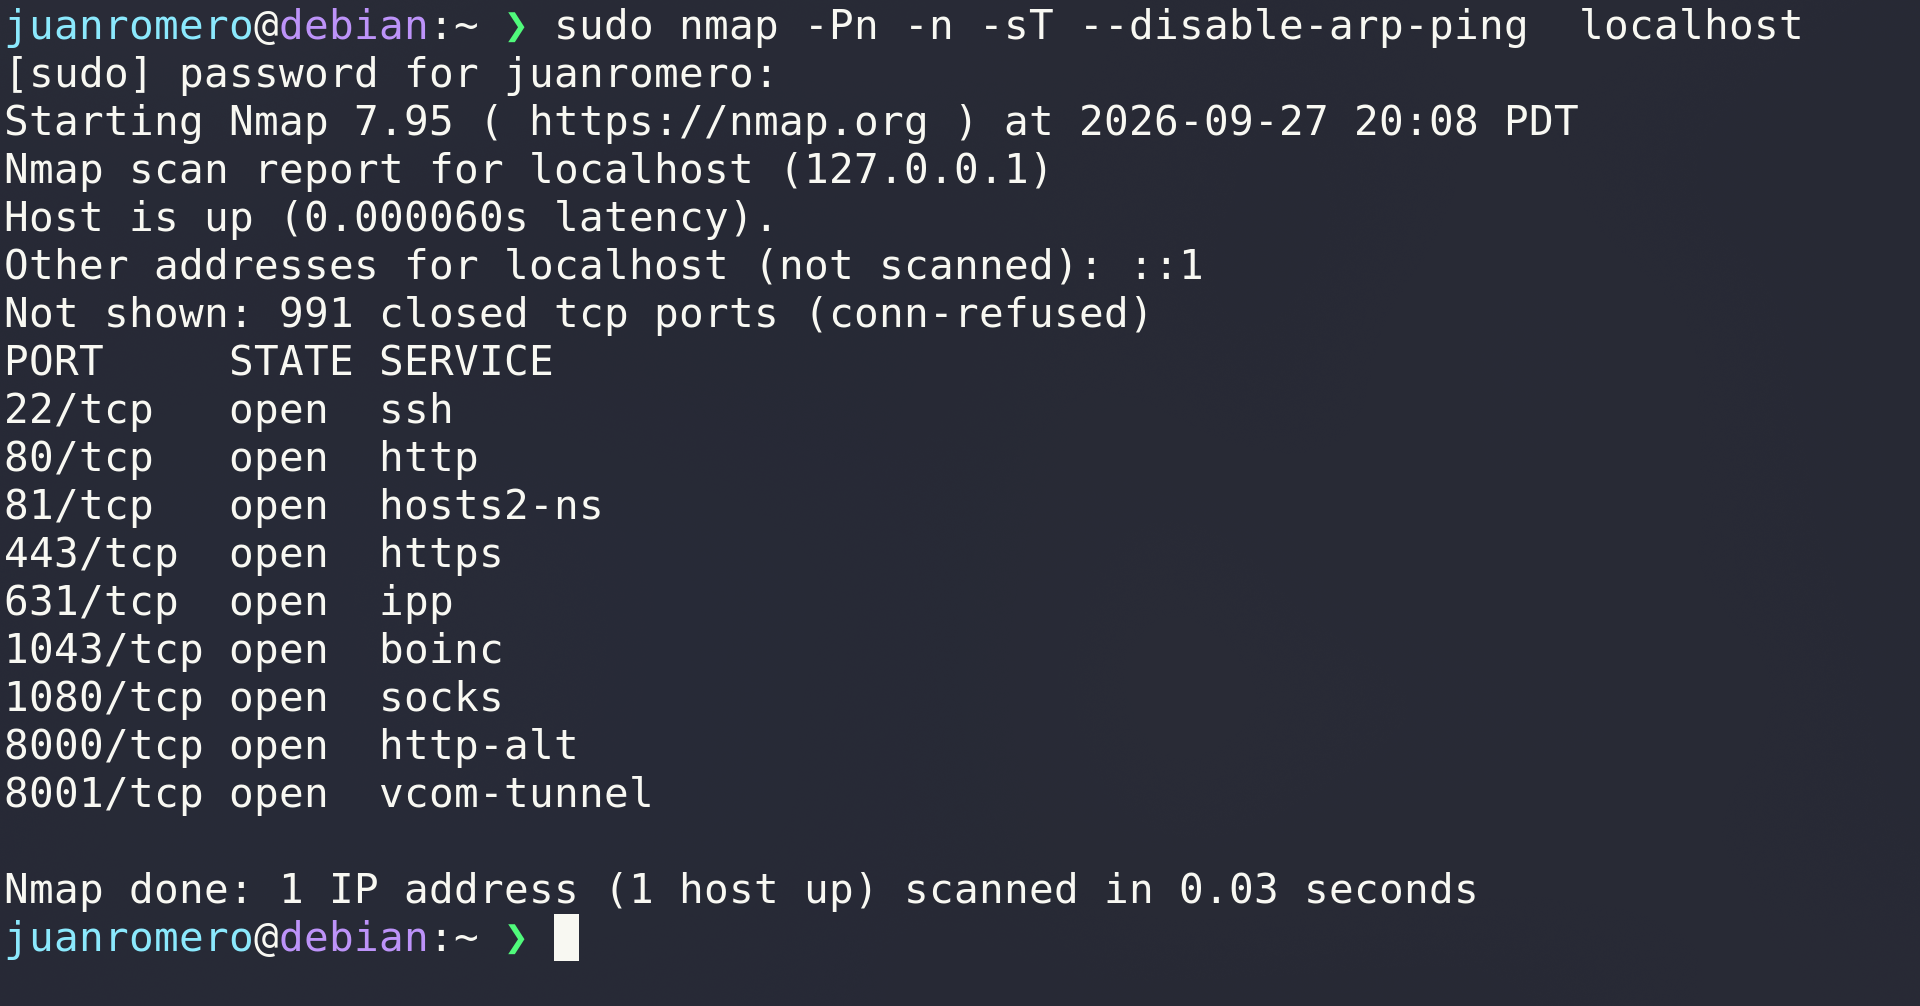 juanromero@debian:~ ❯ sudo nmap -Pn -n -sT --disable-arp-ping  localhost
[sudo] password for juanromero:
Starting Nmap 7.95 ( https://nmap.org ) at 2026-09-27 20:08 PDT
Nmap scan report for localhost (127.0.0.1)
Host is up (0.000060s latency).
Other addresses for localhost (not scanned): ::1
Not shown: 991 closed tcp ports (conn-refused)
PORT     STATE SERVICE
22/tcp   open  ssh
80/tcp   open  http
81/tcp   open  hosts2-ns
443/tcp  open  https
631/tcp  open  ipp
1043/tcp open  boinc
1080/tcp open  socks
8000/tcp open  http-alt
8001/tcp open  vcom-tunnel

Nmap done: 1 IP address (1 host up) scanned in 0.03 seconds
juanromero@debian:~ ❯